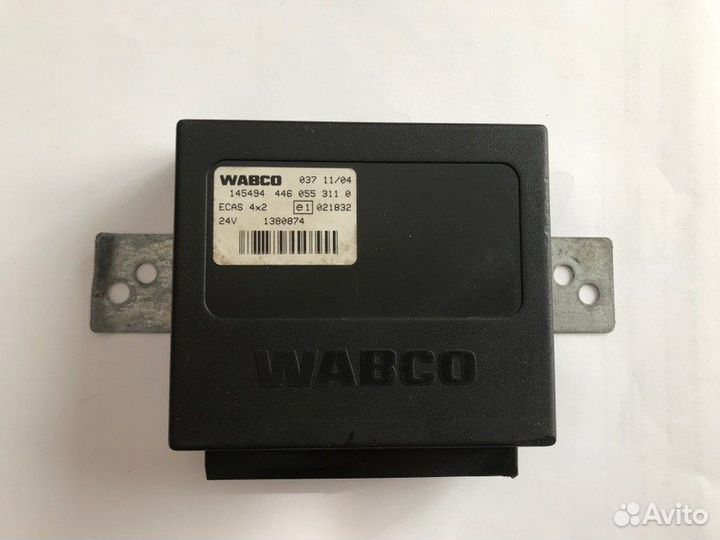 WABCO 037 11/04
145494 446 055 311 0
ECAS 4x2 e1 021832
24V 1380874
WABCO
Avito